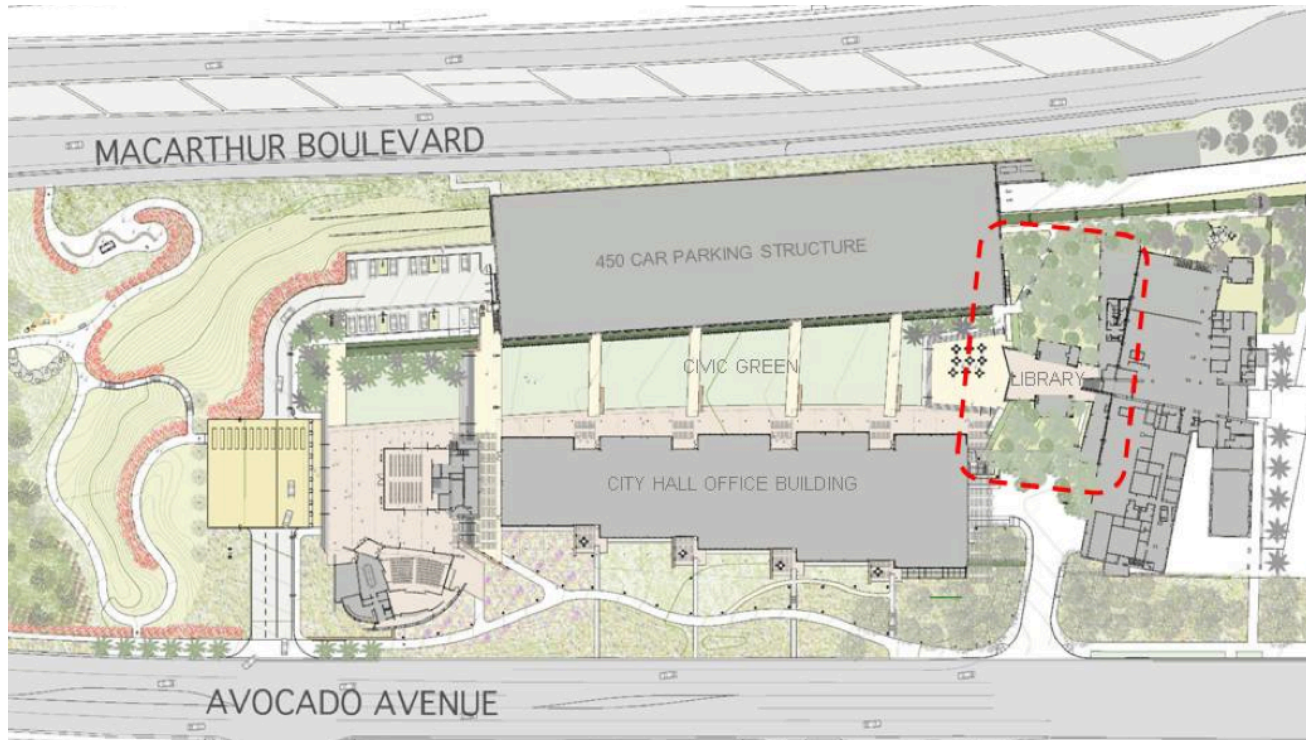 MACARTHUR BOULEVARD
450 CAR PARKING STRUCTURE
CIVIC GREEN
LIBRARY
CITY HALL OFFICE BUILDING
AVOCADO AVENUE